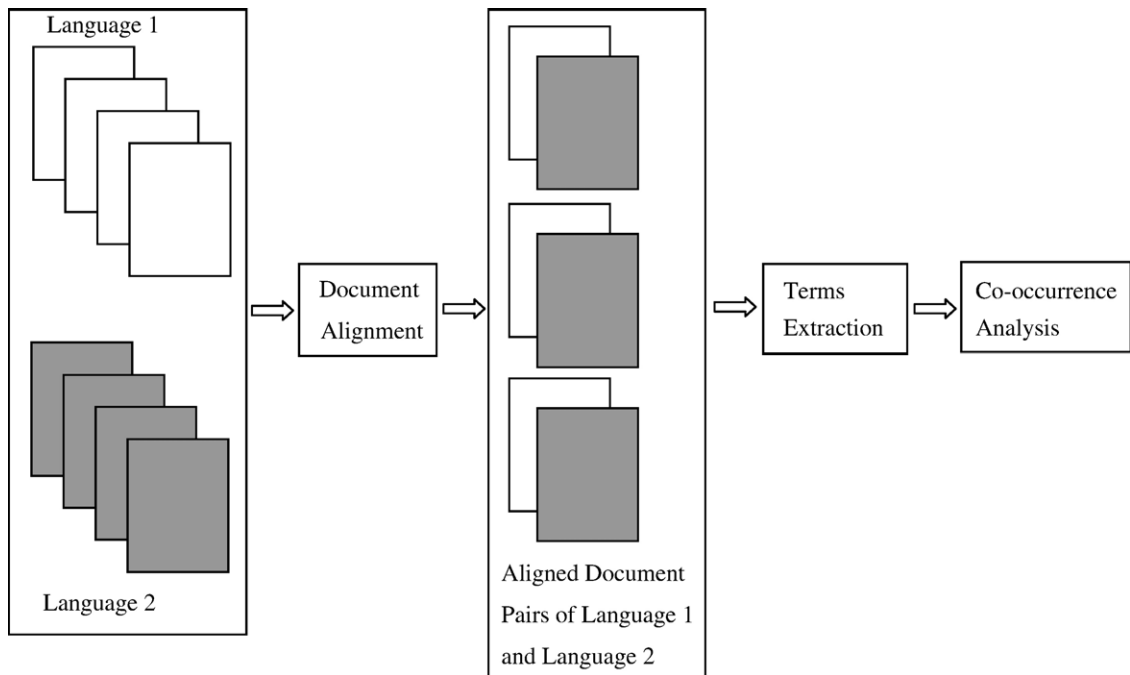 Language 1
Language 2
Document
Alignment
Aligned Document
Pairs of Language 1
and Language 2
Terms
Extraction
Co-occurrence
Analysis